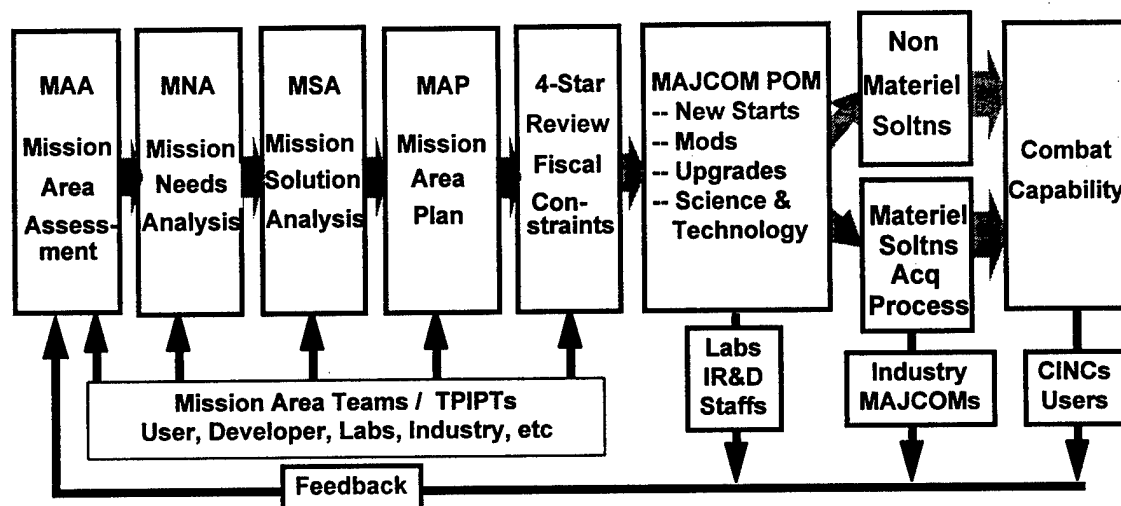 MAA
Mission
Area
Assess-
ment
MNA
Mission
Needs
Analysis
MSA
Mission
Solution
Analysis
MAP
Mission
Area
Plan
4-Star
Review
Fiscal
Con-
straints
MAJCOM POM
-- New Starts
-- Mods
-- Upgrades
-- Science &
Technology
Non
Materiel
Soltns
Materiel
Soltns
Acq
Process
Combat
Capability
Mission Area Teams / TPIPTs
User, Developer, Labs, Industry, etc
Labs
IR&D
Staffs
Industry
MAJCOMs
CINCs
Users
Feedback